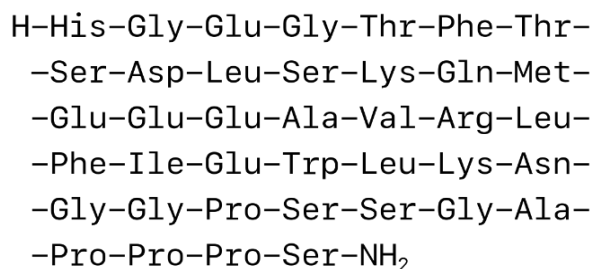 H–His–Gly–Glu–Gly–Thr–Phe–Thr–
–Ser–Asp–Leu–Ser–Lys–Gln–Met–
–Glu–Glu–Glu–Ala–Val–Arg–Leu–
–Phe–Ile–Glu–Trp–Leu–Lys–Asn–
–Gly–Gly–Pro–Ser–Ser–Gly–Ala–
–Pro–Pro–Pro–Ser–NH₂